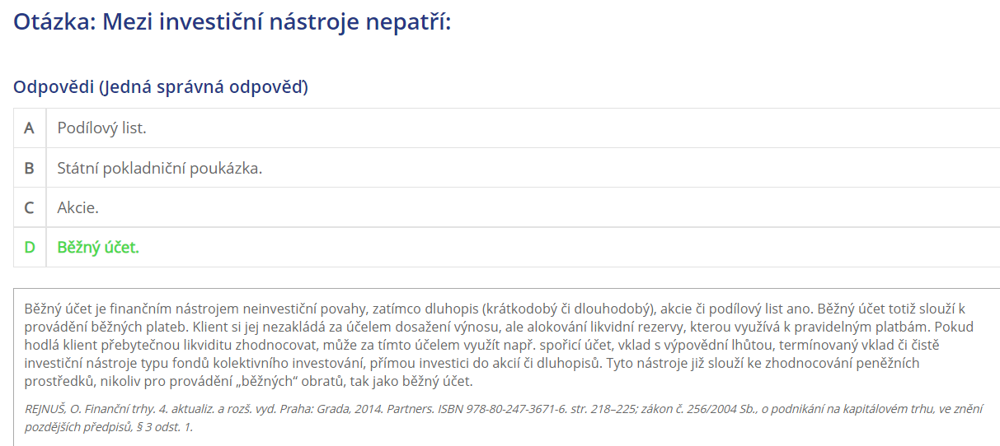 Otázka: Mezi investiční nástroje nepatří:
Odpovědi (Jedná správná odpověď)
A Podílový list.
B Státní pokladniční poukázka.
C Akcie.
D Běžný účet.
Běžný účet je finančním nástrojem neinvestiční povahy, zatímco dluhopis (krátkodobý či dlouhodobý), akcie či podílový list ano. Běžný účet totiž slouží k
provádění běžných plateb. Klient si jej nezakládá za účelem dosažení výnosu, ale alokování likvidní rezervy, kterou využívá k pravidelným platbám. Pokud
hodlá klient přebytečnou likviditu zhodnocovat, může za tímto účelem využít např. spořicí účet, vklad s výpovědní lhůtou, termínovaný vklad či čistě
investiční nástroje typu fondů kolektivního investování, přímou investici do akcií či dluhopisů. Tyto nástroje již slouží ke zhodnocování peněžních
prostředků, nikoliv pro provádění „běžných“ obratů, tak jako běžný účet.
REJNUŠ, O. Finanční trhy. 4. aktualiz. a rozš. vyd. Praha: Grada, 2014. Partners. ISBN 978-80-247-3671-6. str. 218–225; zákon č. 256/2004 Sb., o podnikání na kapitálovém trhu, ve znění
pozdějších předpisů, § 3 odst. 1.